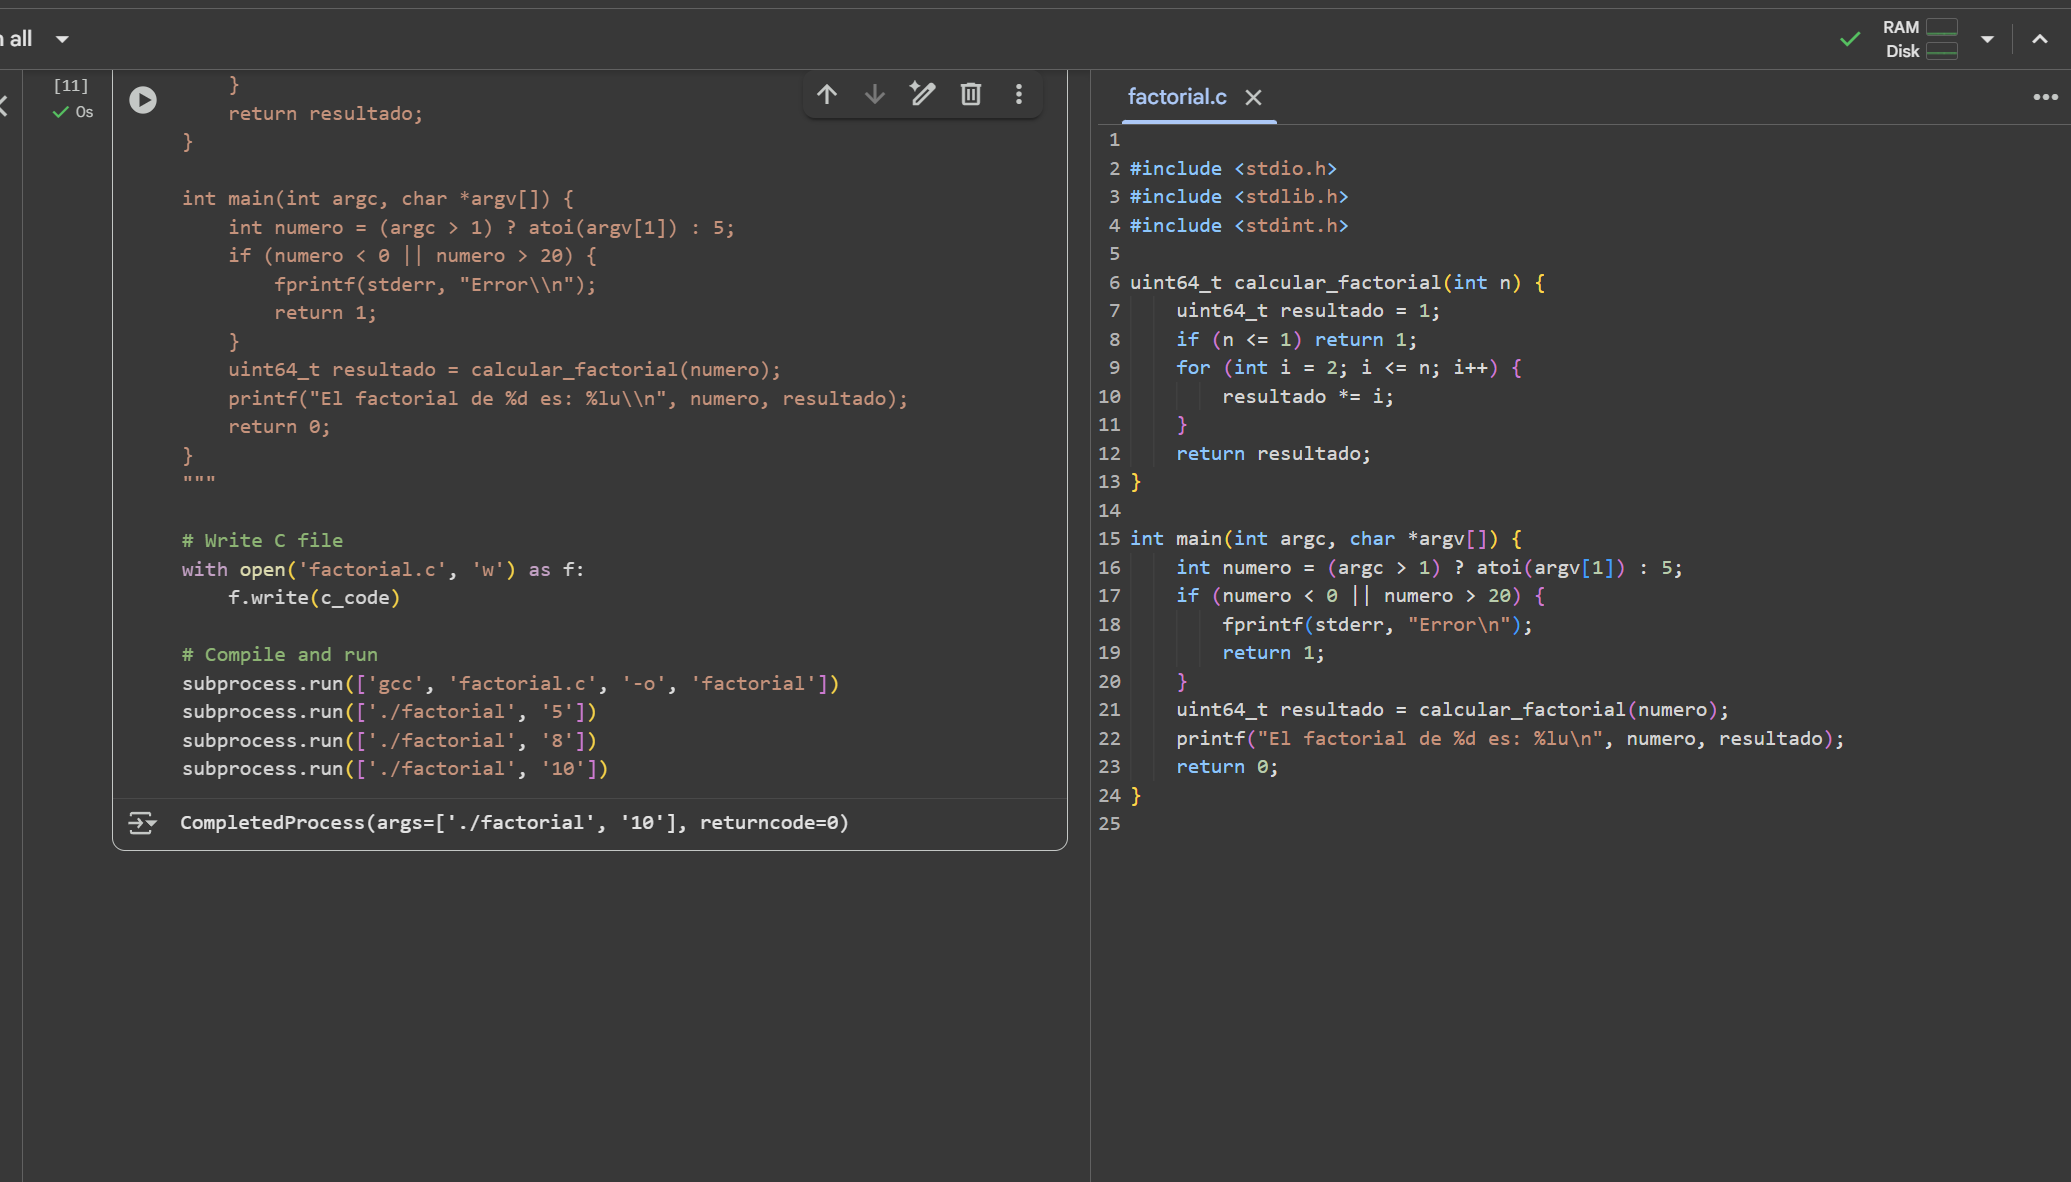 all
RAM
Disk
[11]
0s
    }
    return resultado;
}
int main(int argc, char *argv[]) {
    int numero = (argc > 1) ? atoi(argv[1]) : 5;
    if (numero < 0 || numero > 20) {
        fprintf(stderr, "Error\\n");
        return 1;
    }
    uint64_t resultado = calcular_factorial(numero);
    printf("El factorial de %d es: %lu\\n", numero, resultado);
    return 0;
}
"""
# Write C file
with open('factorial.c', 'w') as f:
    f.write(c_code)
# Compile and run
subprocess.run(['gcc', 'factorial.c', '-o', 'factorial'])
subprocess.run(['./factorial', '5'])
subprocess.run(['./factorial', '8'])
subprocess.run(['./factorial', '10'])
CompletedProcess(args=['./factorial', '10'], returncode=0)
factorial.c
1
2 #include <stdio.h>
3 #include <stdlib.h>
4 #include <stdint.h>
5
6 uint64_t calcular_factorial(int n) {
7     uint64_t resultado = 1;
8     if (n <= 1) return 1;
9     for (int i = 2; i <= n; i++) {
10         resultado *= i;
11     }
12     return resultado;
13 }
14
15 int main(int argc, char *argv[]) {
16     int numero = (argc > 1) ? atoi(argv[1]) : 5;
17     if (numero < 0 || numero > 20) {
18         fprintf(stderr, "Error\n");
19         return 1;
20     }
21     uint64_t resultado = calcular_factorial(numero);
22     printf("El factorial de %d es: %lu\n", numero, resultado);
23     return 0;
24 }
25